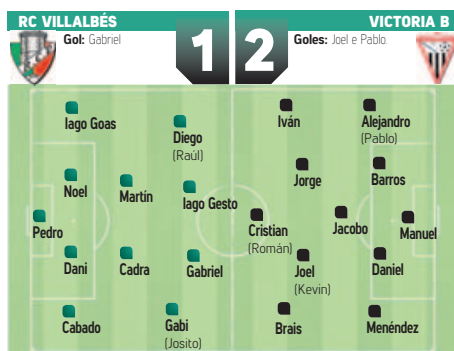 RC VILLALBÉS
VICTORIA B
Gol: Gabriel
1
2
Goles: Joel e Pablo.
Iago Goas
Diego
(Raúl)
Iván
Alejandro
(Pablo)
Noel
Martín
Iago Gesto
Jorge
Barros
Pedro
Cristian
(Román)
Jacobo
Manuel
Dani
Cadra
Gabriel
Joel
(Kevin)
Daniel
Cabado
Gabi
(Josito)
Brais
Menéndez